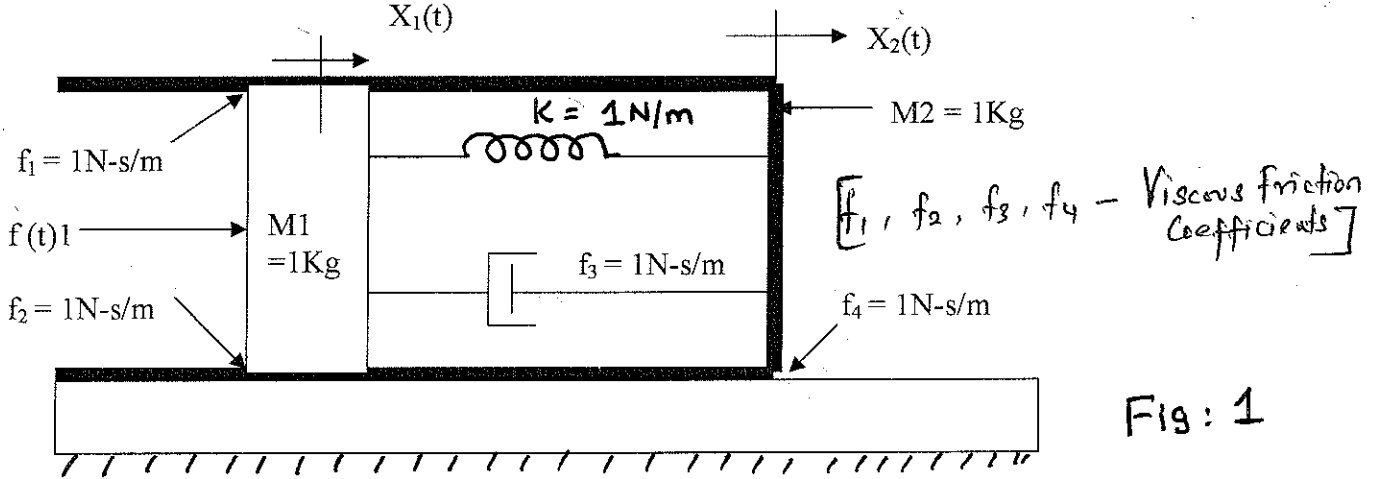 X₁(t)
X₂(t)
K = 1N/m
M2 = 1Kg
f₁ = 1N-s/m
[f₁, f₂, f₃, f₄ - Viscous friction
Coefficients]
f (t)1
M1
=1Kg
f₃ = 1N-s/m
f₂ = 1N-s/m
f₄ = 1N-s/m
Fig: 1